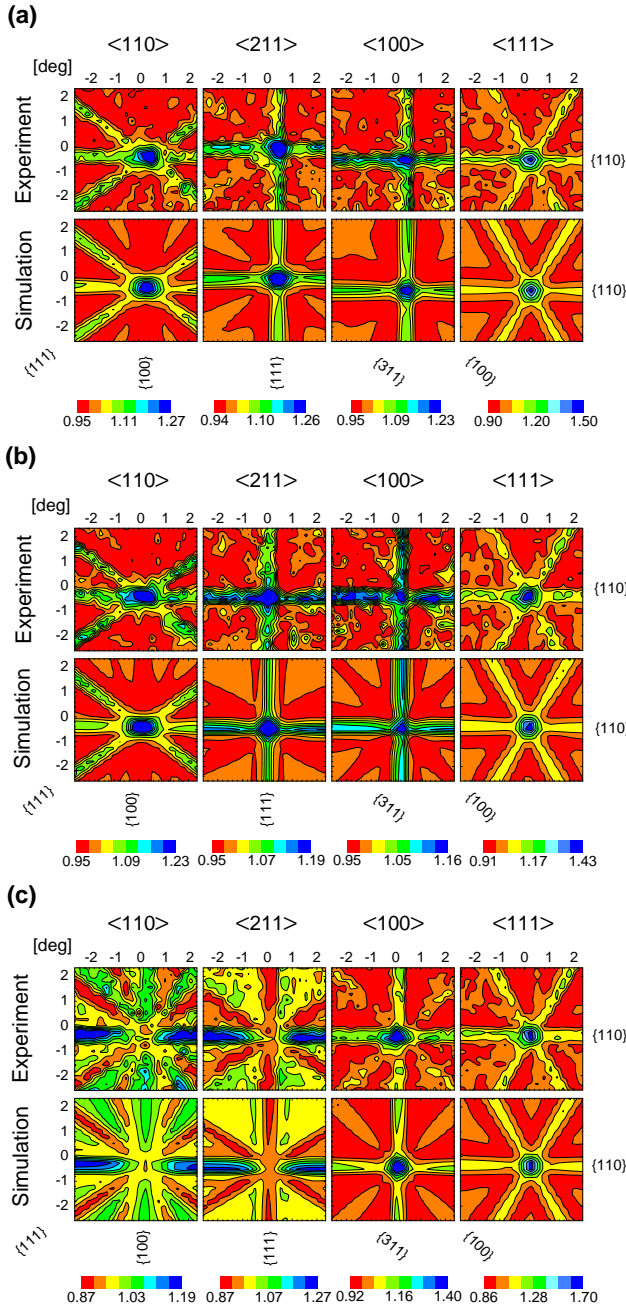 (a)
<110> <211> <100> <111>
[deg] -2 -1 0 1 2 -2 -1 0 1 2 -2 -1 0 1 2 -2 -1 0 1 2
Experiment 2 1 0 -1 -2 {110}
Simulation 2 1 0 -1 -2 {110}
{111} {100} {111} {311} {100}
0.95 1.11 1.27 0.94 1.10 1.26 0.95 1.09 1.23 0.90 1.20 1.50
(b)
<110> <211> <100> <111>
[deg] -2 -1 0 1 2 -2 -1 0 1 2 -2 -1 0 1 2 -2 -1 0 1 2
Experiment 2 1 0 -1 -2 {110}
Simulation 2 1 0 -1 -2 {110}
{111} {100} {111} {311} {100}
0.95 1.09 1.23 0.95 1.07 1.19 0.95 1.05 1.16 0.91 1.17 1.43
(c)
<110> <211> <100> <111>
[deg] -2 -1 0 1 2 -2 -1 0 1 2 -2 -1 0 1 2 -2 -1 0 1 2
Experiment 2 1 0 -1 -2 {110}
Simulation 2 1 0 -1 -2 {110}
{111} {100} {111} {311} {100}
0.87 1.03 1.19 0.87 1.07 1.27 0.92 1.16 1.40 0.86 1.28 1.70